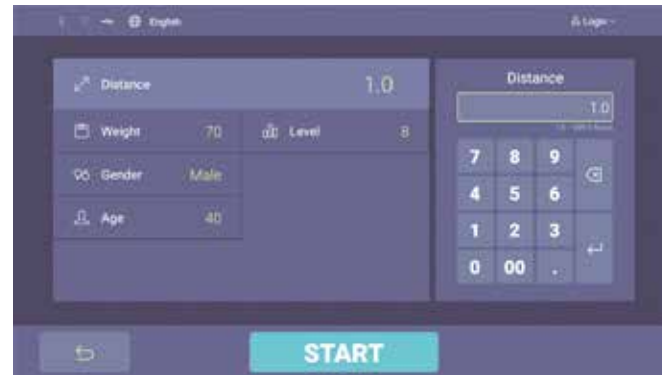 English
Login
Distance 1.0
Weight 70 Level 8
Gender Male
Age 40
Distance
1.0
7 8 9
4 5 6
1 2 3
0 00 .
START